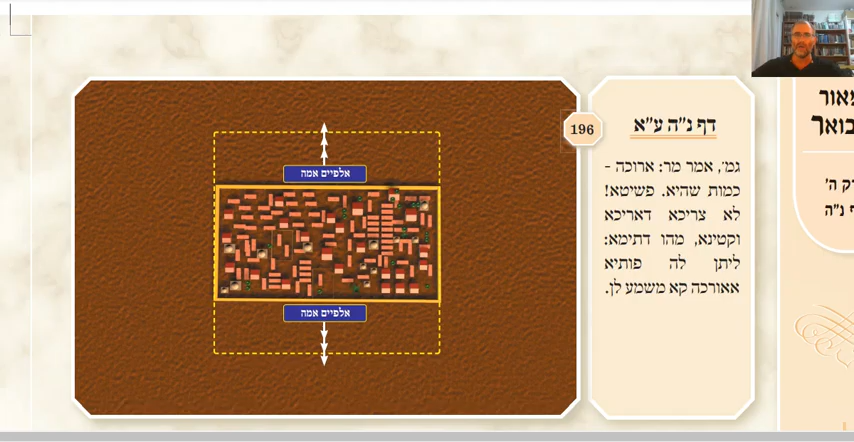 מאור
בואך
196
דף נ״ה ע״א
גמ׳, אמר מר: ארוכה -
כמות שהיא. פשיטא!
לא צריכא דאריכא
וקטינא, מהו דתימא:
ליתן לה פותיא
אאורכה קא משמע לן.
אלפיים אמה
אלפיים אמה